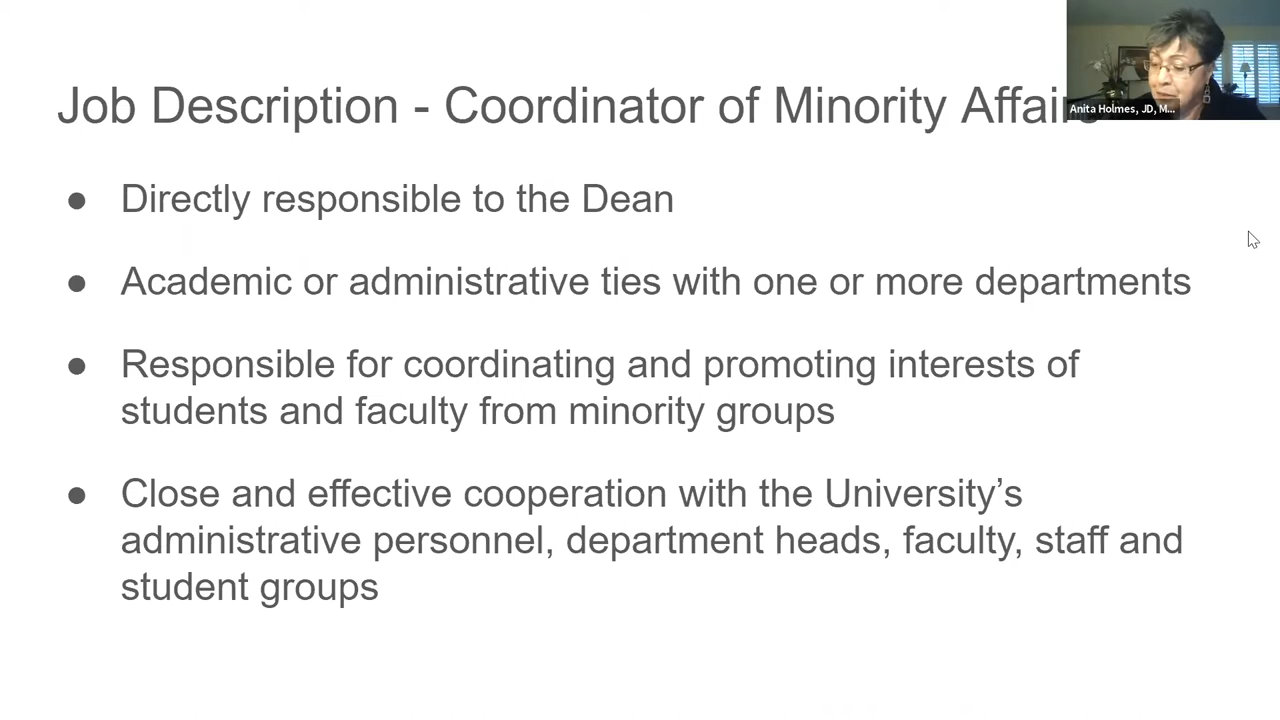 Job Description - Coordinator of Minority Affairs
Anita Holmes, JD, M...
● Directly responsible to the Dean
● Academic or administrative ties with one or more departments
● Responsible for coordinating and promoting interests of
students and faculty from minority groups
● Close and effective cooperation with the University’s
administrative personnel, department heads, faculty, staff and
student groups